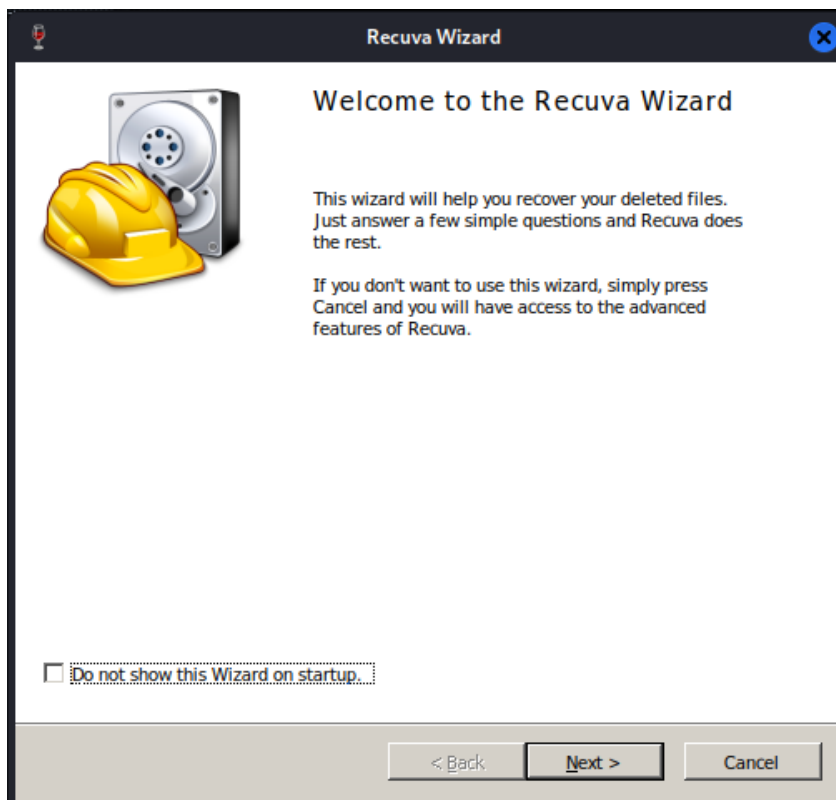 Recuva Wizard
Welcome to the Recuva Wizard
This wizard will help you recover your deleted files.
Just answer a few simple questions and Recuva does
the rest.
If you don't want to use this wizard, simply press
Cancel and you will have access to the advanced
features of Recuva.
Do not show this Wizard on startup.
< Back Next > Cancel